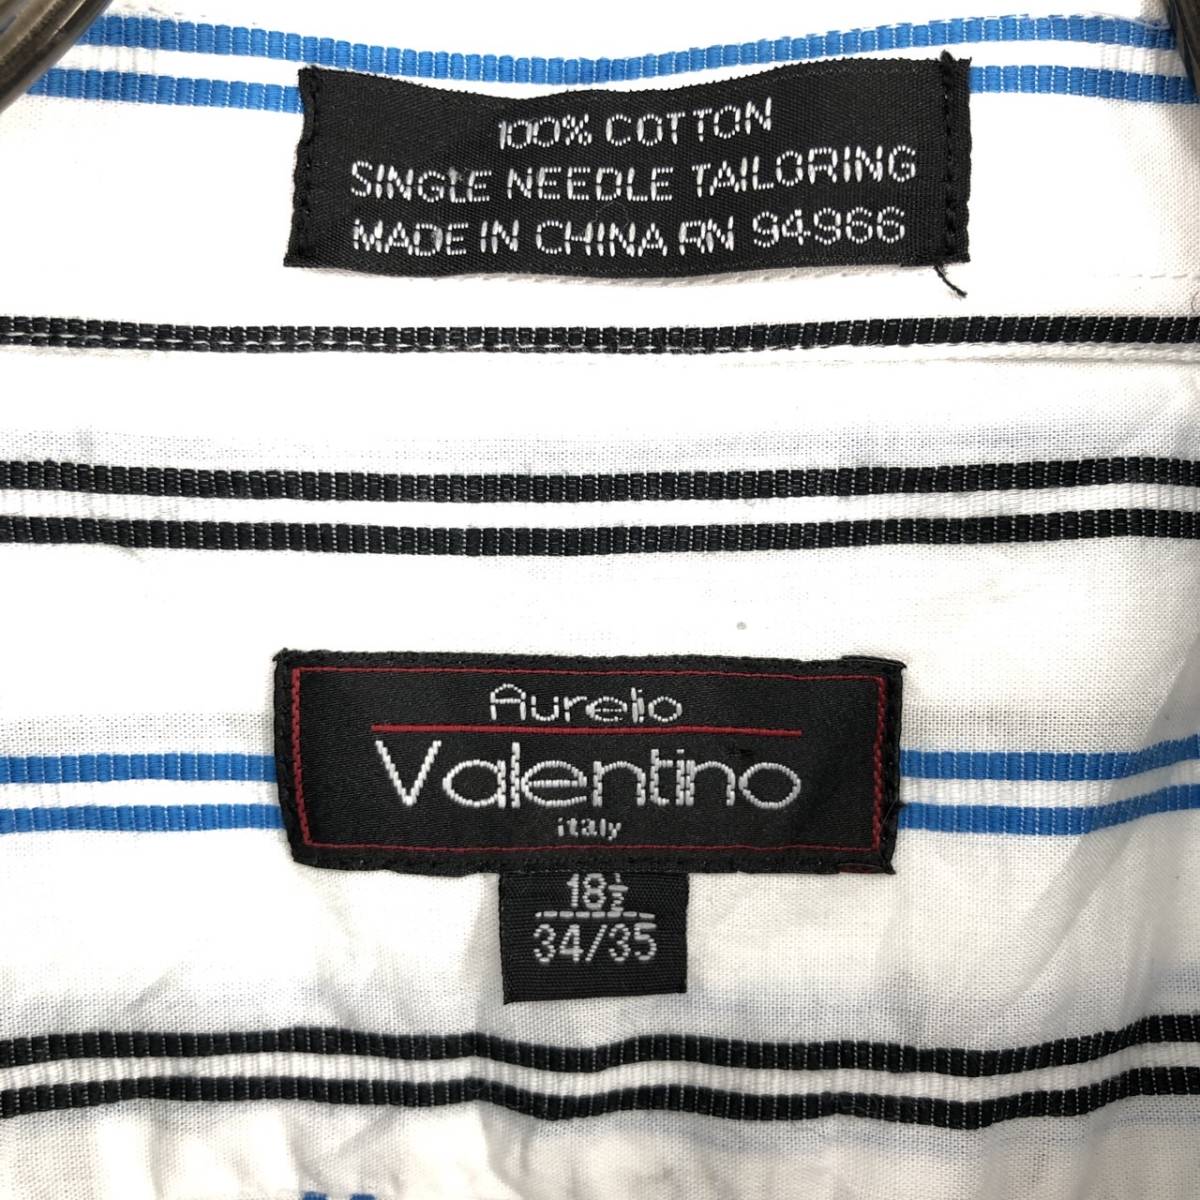 100% COTTON
SINGLE NEEDLE TAILORING
MADE IN CHINA RN 94966
Aurelio
Valentino
italy
18½
34/35